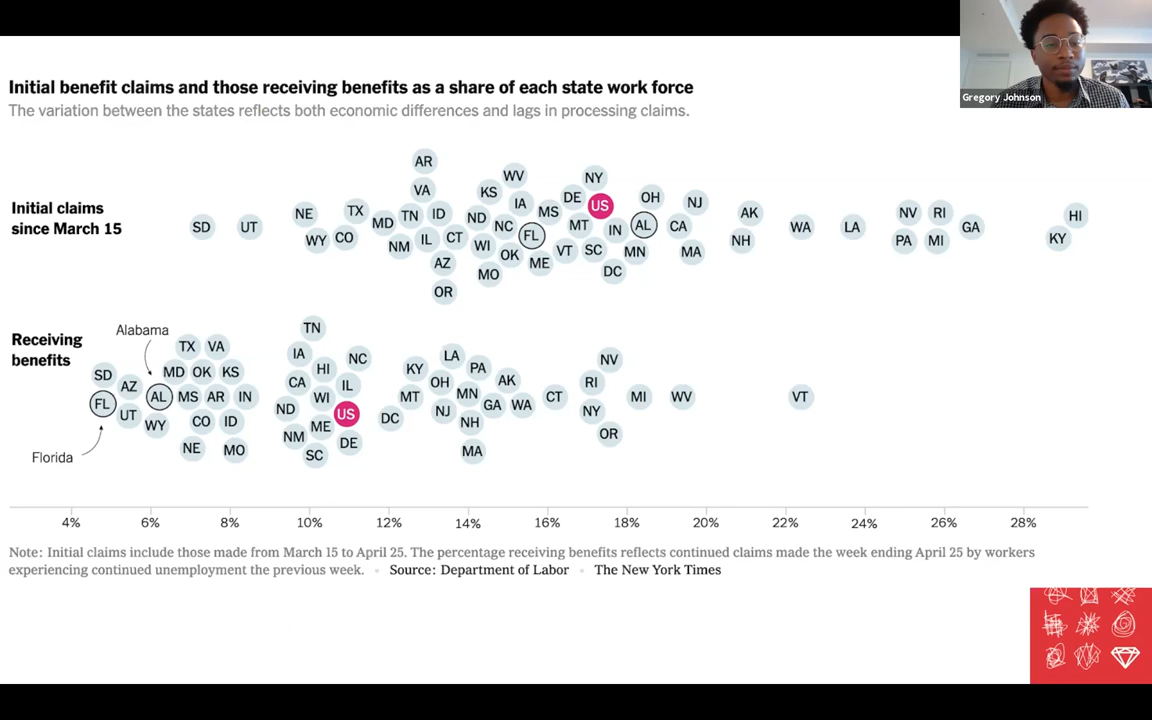 Gregory Johnson
Initial benefit claims and those receiving benefits as a share of each state work force
The variation between the states reflects both economic differences and lags in processing claims.
Initial claims
since March 15
AR
WV
NY
VA
KS
DE
OH
IA
NJ
US
TX
MS
NE
TN
ID
ND
AK
NV
RI
HI
MD
NC
MT
AL
CA
SD
UT
IN
WA
LA
GA
FL
WY
CO
IL
CT
NH
PA
MI
KY
NM
WI
VT
SC
MN
MA
OK
AZ
ME
DC
MO
OR
Receiving
benefits
Alabama
TN
TX
VA
IA
NC
LA
NV
SD
MD
OK
KS
HI
KY
PA
AZ
CA
IL
OH
AK
RI
FL
AL
MS
AR
IN
WI
MT
MN
CT
MI
WV
VT
UT
ND
US
NJ
GA
WA
NY
WY
CO
ID
ME
DC
NH
NE
MO
NM
DE
OR
SC
MA
Florida
4% 6% 8% 10% 12% 14% 16% 18% 20% 22% 24% 26% 28%
Note: Initial claims include those made from March 15 to April 25. The percentage receiving benefits reflects continued claims made the week ending April 25 by workers
experiencing continued unemployment the previous week. • Source: Department of Labor • The New York Times